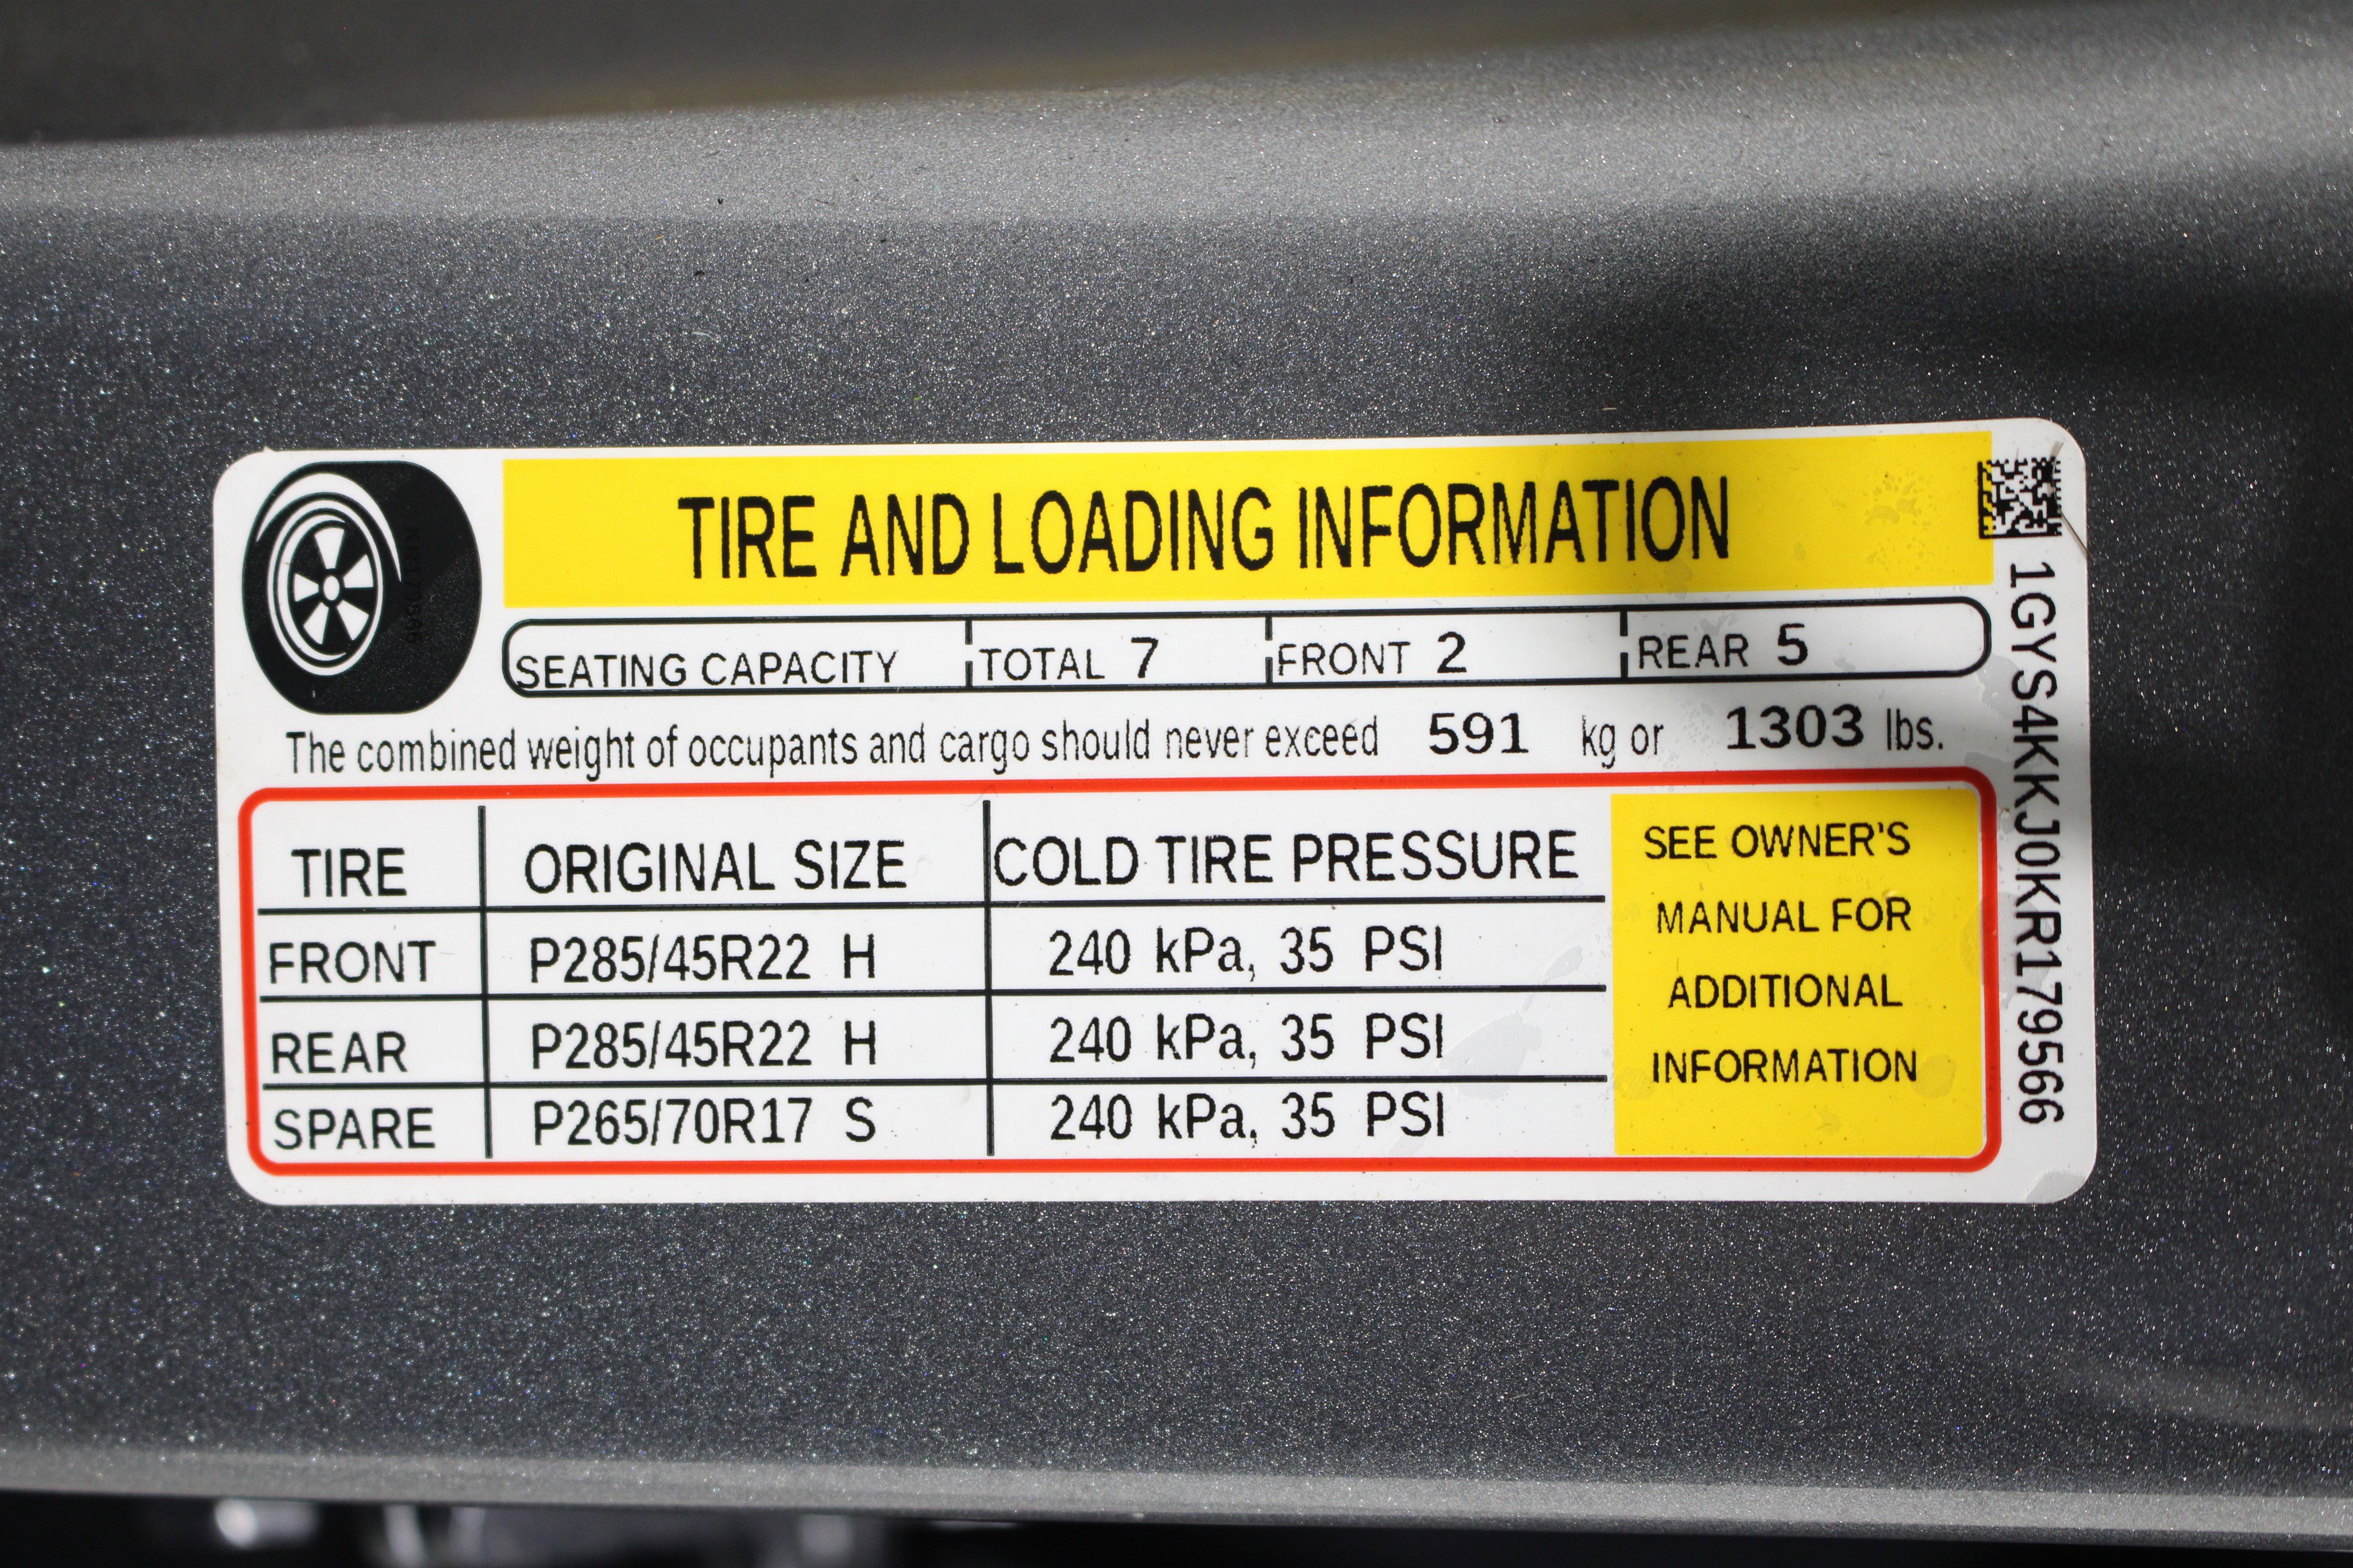 TIRE AND LOADING INFORMATION
SEATING CAPACITY TOTAL 7 FRONT 2 REAR 5
The combined weight of occupants and cargo should never exceed 591 kg or 1303 lbs.
TIRE ORIGINAL SIZE COLD TIRE PRESSURE
FRONT P285/45R22 H 240 kPa, 35 PSI
REAR P285/45R22 H 240 kPa, 35 PSI
SPARE P265/70R17 S 240 kPa, 35 PSI
SEE OWNER'S
MANUAL FOR
ADDITIONAL
INFORMATION
1GYS4KKJ0KR179566